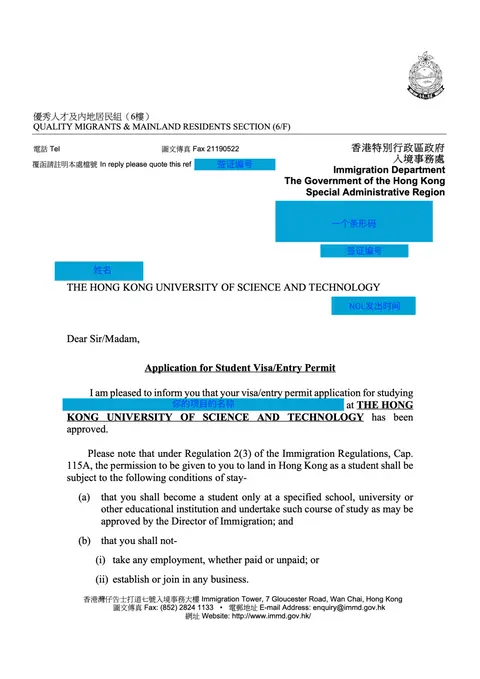 優秀人才及內地居民組（6樓）
QUALITY MIGRANTS & MAINLAND RESIDENTS SECTION (6/F)
電話 Tel 圖文傳真 Fax 21190522
覆函請註明本處檔號 In reply please quote this ref 签证编号
香港特別行政區政府
入境事務處
Immigration Department
The Government of the Hong Kong
Special Administrative Region
一个条形码
签证编号
姓名
THE HONG KONG UNIVERSITY OF SCIENCE AND TECHNOLOGY
NOL发出时间
Dear Sir/Madam,
Application for Student Visa/Entry Permit
I am pleased to inform you that your visa/entry permit application for studying
你的项目的名称 at THE HONG
KONG UNIVERSITY OF SCIENCE AND TECHNOLOGY has been
approved.
Please note that under Regulation 2(3) of the Immigration Regulations, Cap.
115A, the permission to be given to you to land in Hong Kong as a student shall be
subject to the following conditions of stay-
(a) that you shall become a student only at a specified school, university or
other educational institution and undertake such course of study as may be
approved by the Director of Immigration; and
(b) that you shall not-
(i) take any employment, whether paid or unpaid; or
(ii) establish or join in any business.
香港灣仔告士打道七號入境事務大樓 Immigration Tower, 7 Gloucester Road, Wan Chai, Hong Kong
圖文傳真 Fax: (852) 2824 1133 • 電郵地址 E-mail Address: enquiry@immd.gov.hk
網址 Website: http://www.immd.gov.hk/